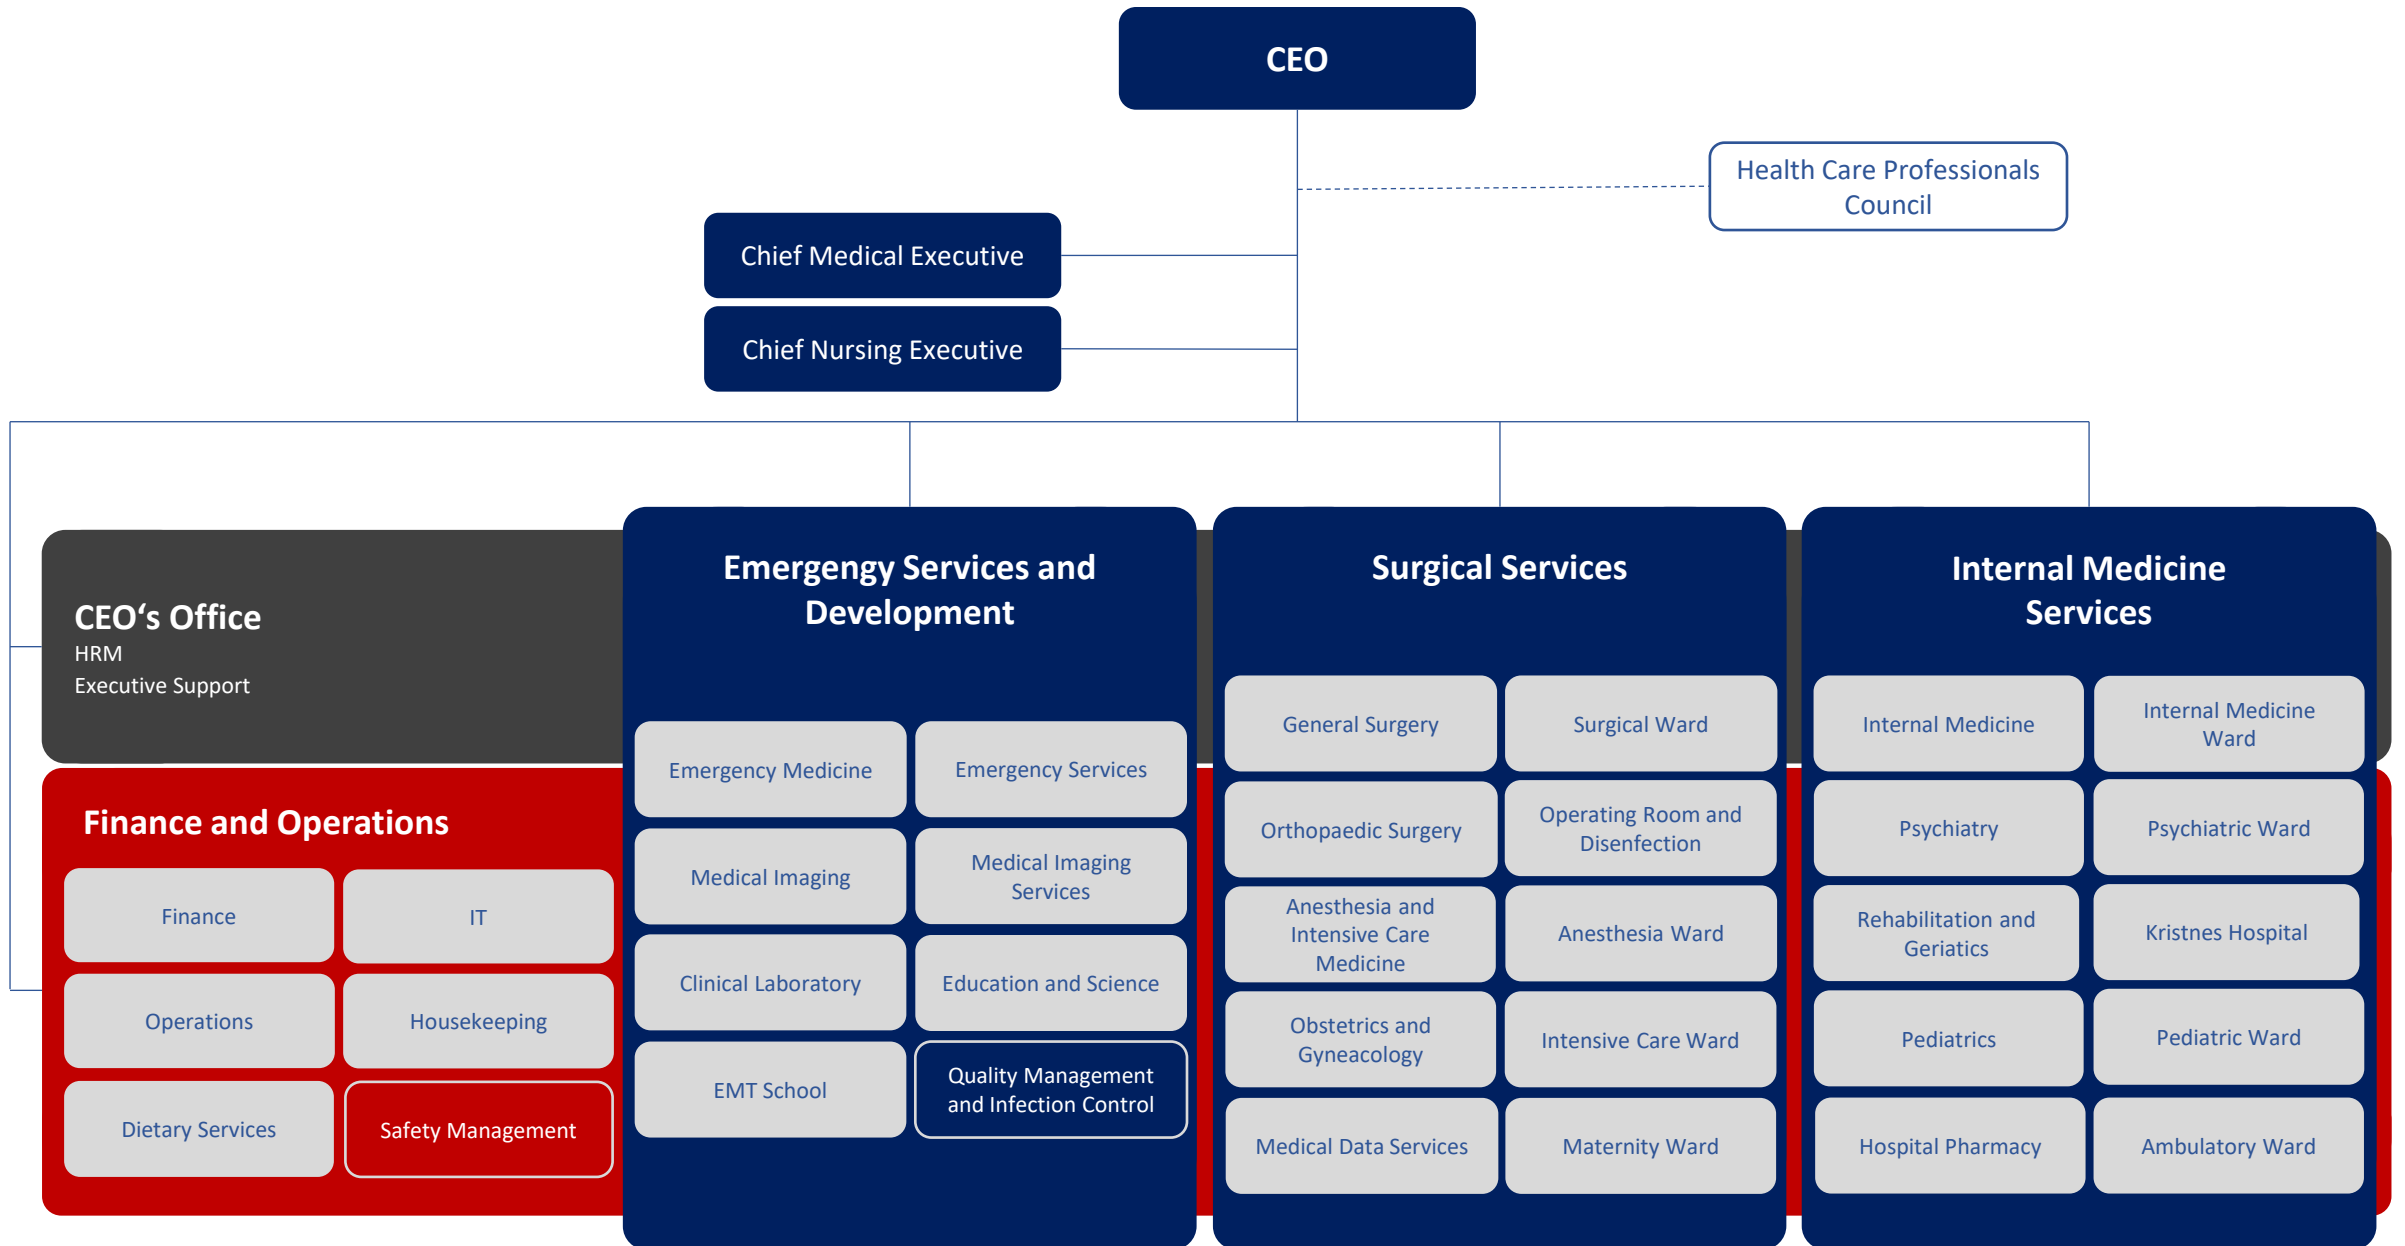 CEO
Health Care Professionals
Council
Chief Medical Executive
Chief Nursing Executive
CEO‘s Office
HRM
Executive Support
Finance and Operations
Finance
IT
Operations
Housekeeping
Dietary Services
Safety Management
Emergengy Services and
Development
Emergency Medicine
Emergency Services
Medical Imaging
Medical Imaging
Services
Clinical Laboratory
Education and Science
EMT School
Quality Management
and Infection Control
Surgical Services
General Surgery
Surgical Ward
Orthopaedic Surgery
Operating Room and
Disenfection
Anesthesia and
Intensive Care
Medicine
Anesthesia Ward
Obstetrics and
Gyneacology
Intensive Care Ward
Medical Data Services
Maternity Ward
Internal Medicine
Services
Internal Medicine
Internal Medicine
Ward
Psychiatry
Psychiatric Ward
Rehabilitation and
Geriatics
Kristnes Hospital
Pediatrics
Pediatric Ward
Hospital Pharmacy
Ambulatory Ward